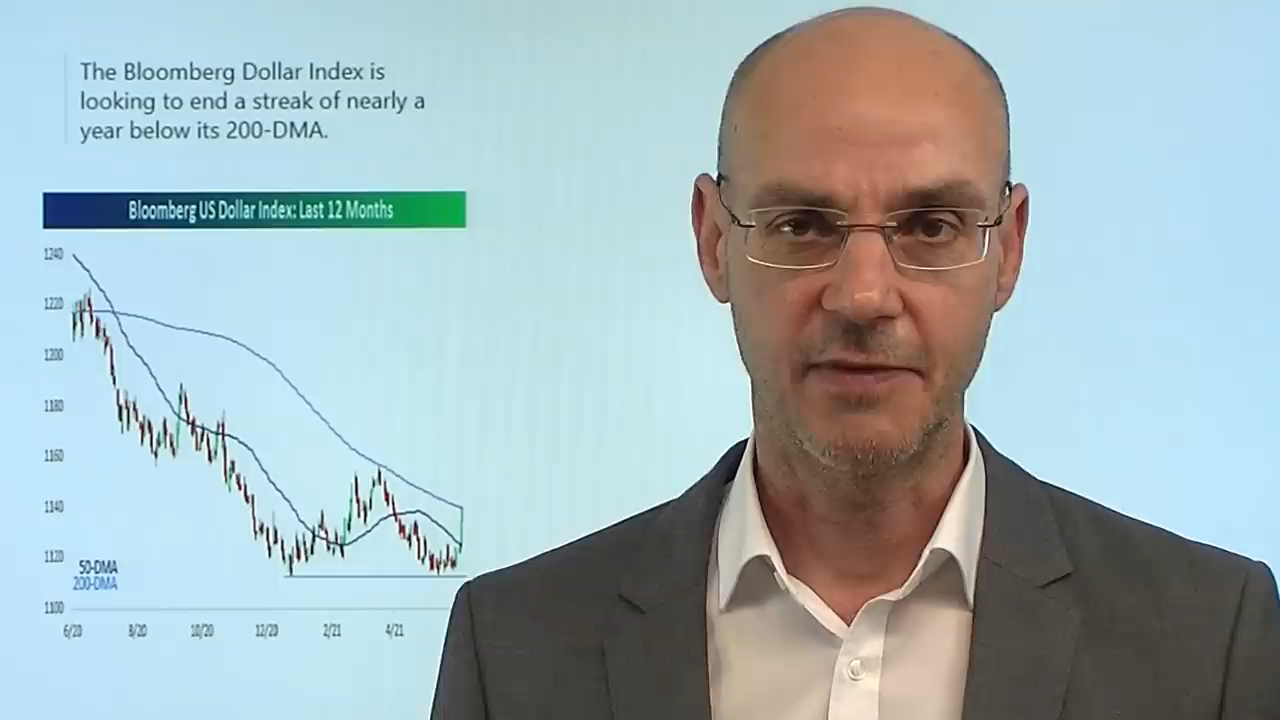 The Bloomberg Dollar Index is
looking to end a streak of nearly a
year below its 200-DMA.
Bloomberg US Dollar Index: Last 12 Months
1240
1220
1200
1180
1160
1140
1120
1100
50-DMA
200-DMA
6/20 8/20 10/20 12/20 2/21 4/21